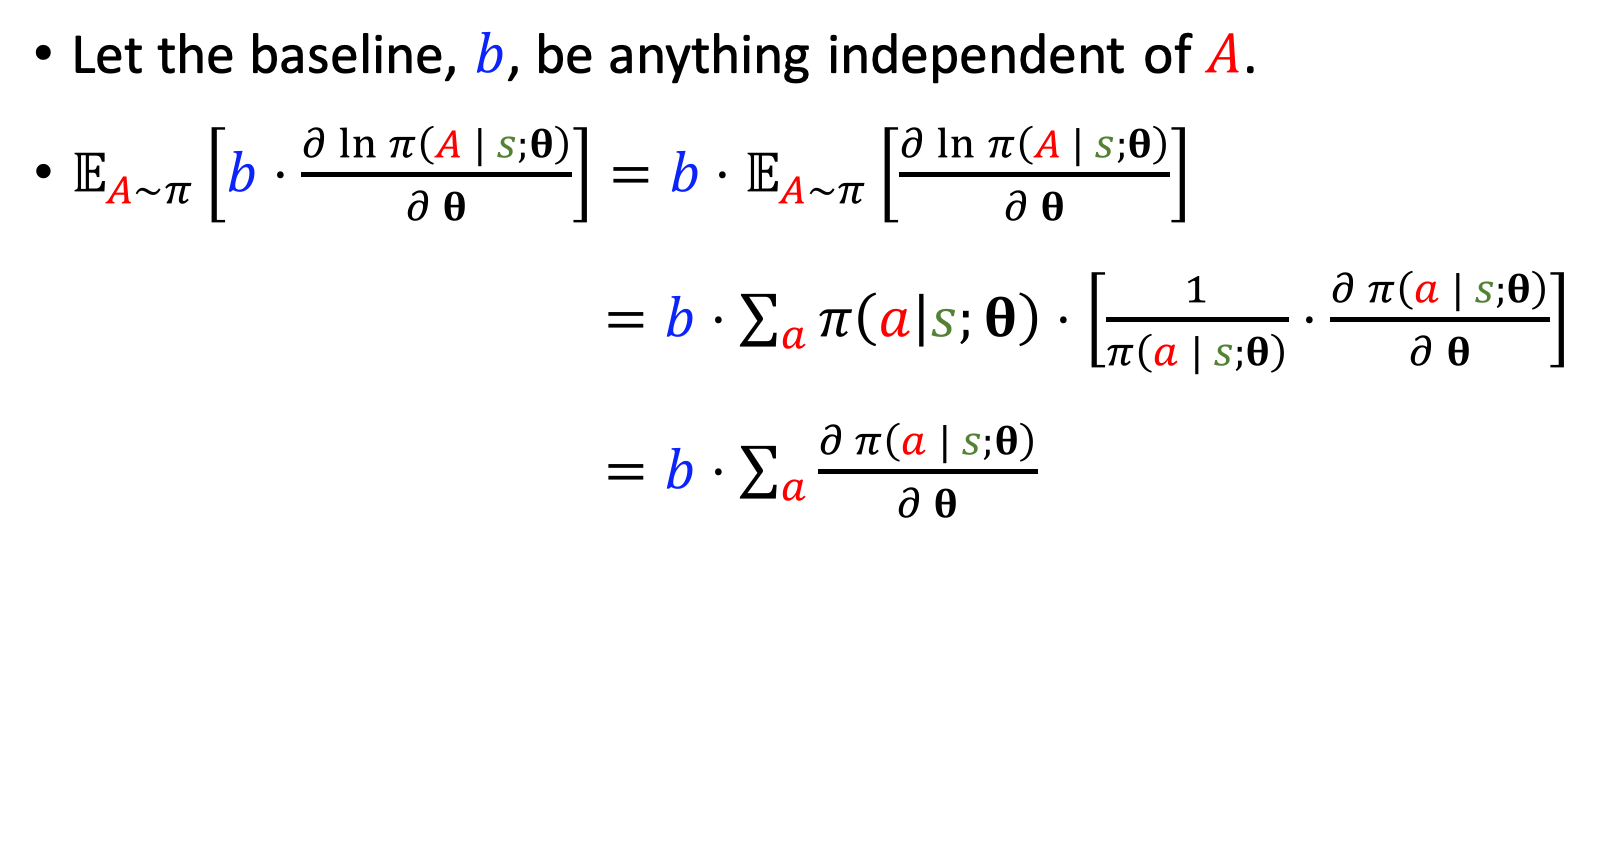 • Let the baseline, b, be anything independent of A.
• 𝔼_{A~π} [b · ∂ ln π(A | s;θ) / ∂ θ] = b · 𝔼_{A~π} [∂ ln π(A | s;θ) / ∂ θ]
= b · ∑_a π(a|s; θ) · [1 / π(a | s;θ) · ∂ π(a | s;θ) / ∂ θ]
= b · ∑_a ∂ π(a | s;θ) / ∂ θ